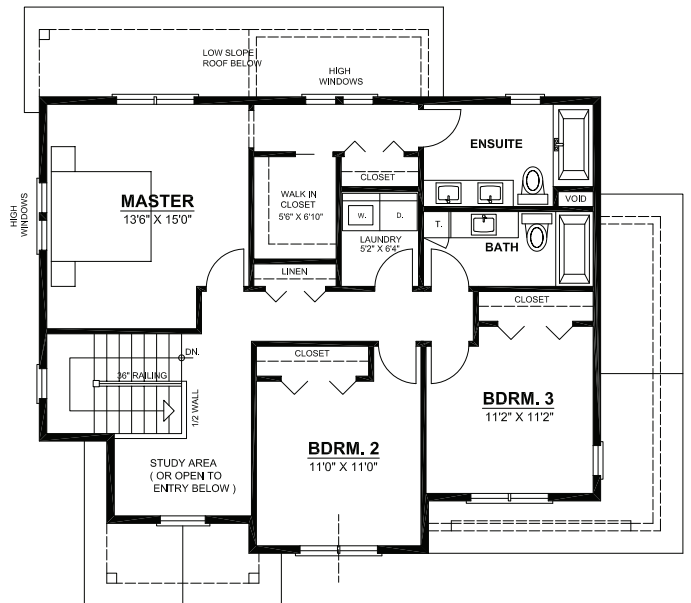 LOW SLOPE
ROOF BELOW
HIGH
WINDOWS
ENSUITE
CLOSET
MASTER
13'6" X 15'0"
HIGH
WINDOWS
WALK IN
CLOSET
5'6" X 6'10"
VOID
W.
D.
T.
LAUNDRY
5'2" X 6'4"
BATH
LINEN
CLOSET
DN.
CLOSET
36" RAILING
1/2 WALL
BDRM. 3
11'2" X 11'2"
BDRM. 2
11'0" X 11'0"
STUDY AREA
( OR OPEN TO
ENTRY BELOW )